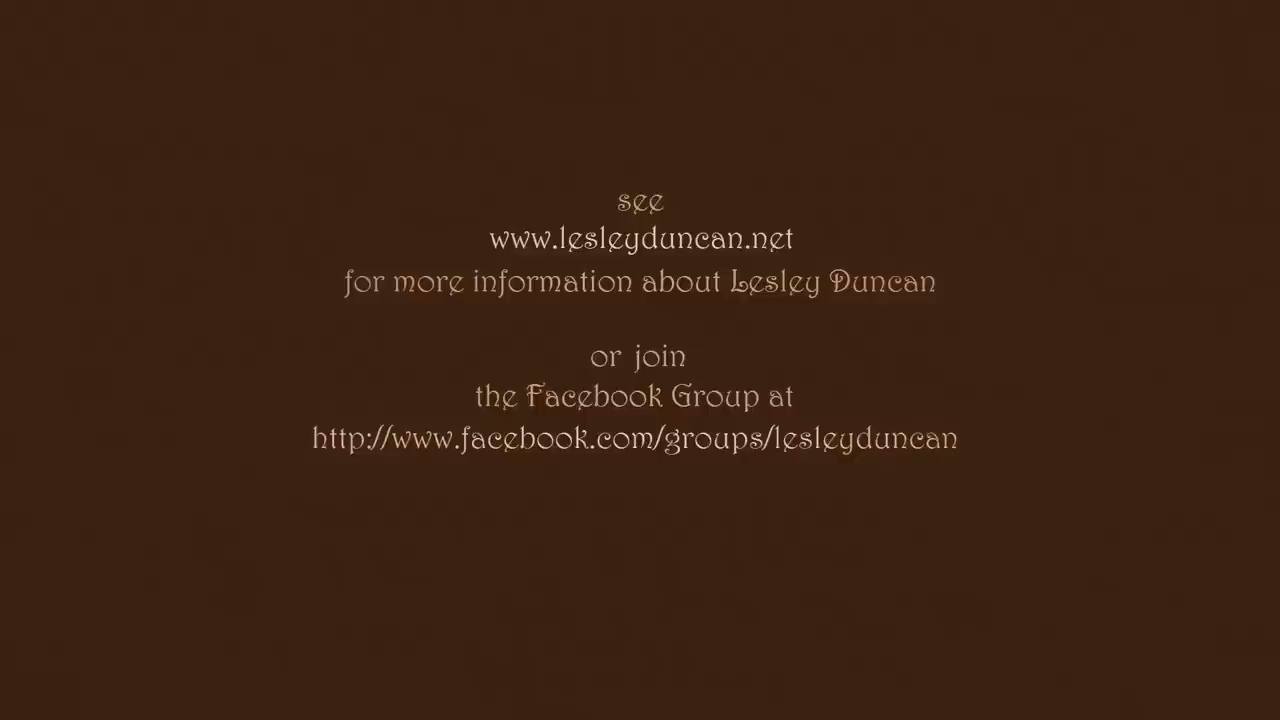 see
www.lesleyduncan.net
for more information about Lesley Duncan
or join
the Facebook Group at
http://www.facebook.com/groups/lesleyduncan